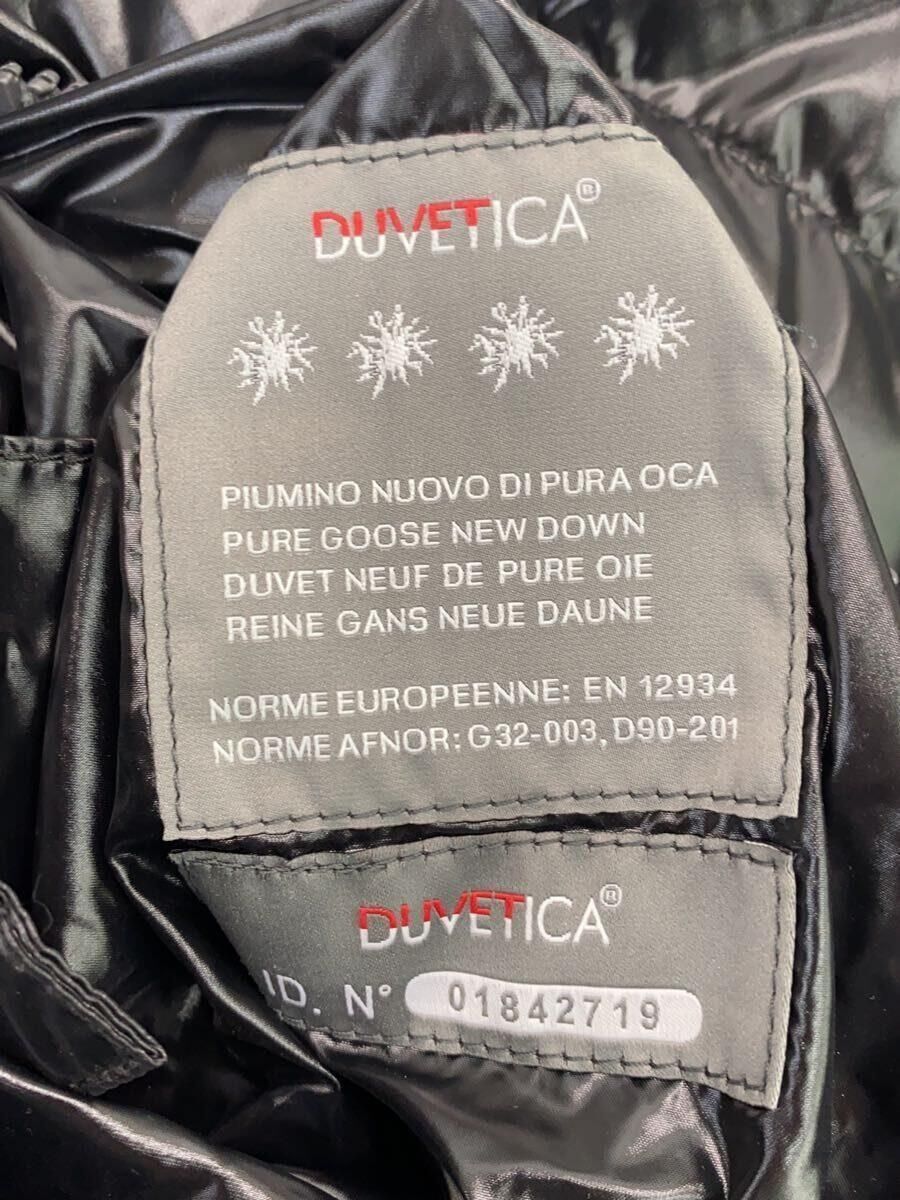 DUVETICA®
PIUMINO NUOVO DI PURA OCA
PURE GOOSE NEW DOWN
DUVET NEUF DE PURE OIE
REINE GANS NEUE DAUNE
NORME EUROPEENNE: EN 12934
NORME AFNOR: G32-003, D90-201
DUVETICA®
ID. N° 01842719